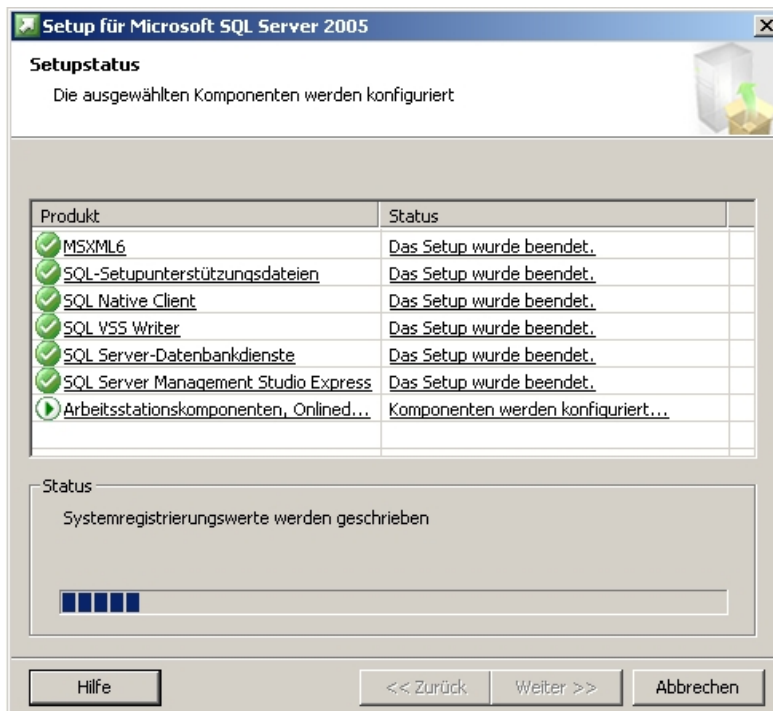 Setup für Microsoft SQL Server 2005
Setupstatus
Die ausgewählten Komponenten werden konfiguriert
Produkt Status
MSXML6 Das Setup wurde beendet.
SQL-Setupunterstützungsdateien Das Setup wurde beendet.
SQL Native Client Das Setup wurde beendet.
SQL VSS Writer Das Setup wurde beendet.
SQL Server-Datenbankdienste Das Setup wurde beendet.
SQL Server Management Studio Express Das Setup wurde beendet.
Arbeitsstationskomponenten, Onlined... Komponenten werden konfiguriert...
Status
Systemregistrierungswerte werden geschrieben
Hilfe << Zurück Weiter >> Abbrechen